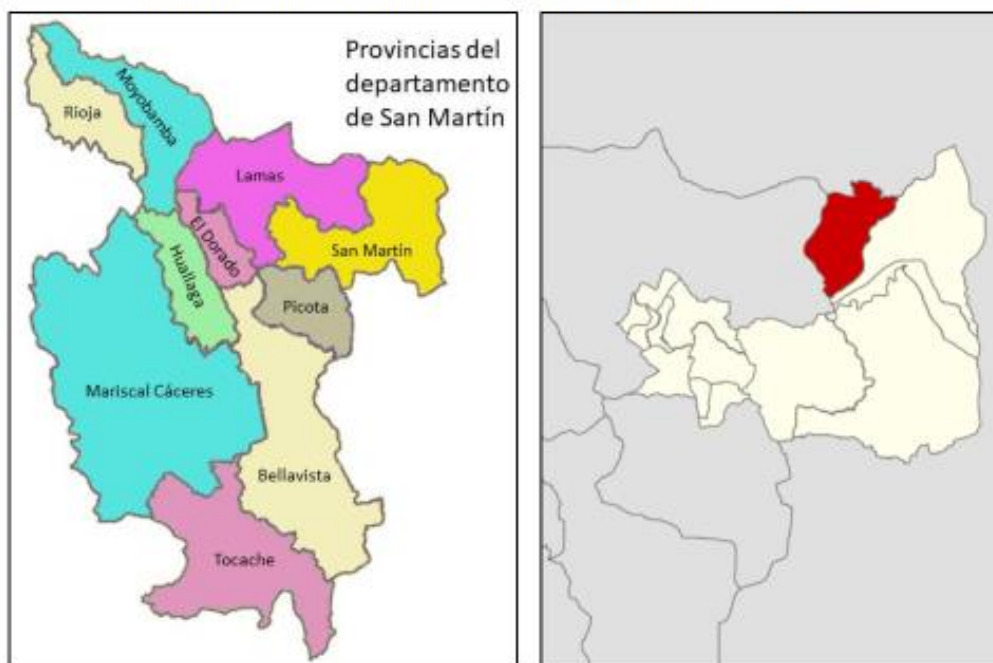 Provincias del
departamento
de San Martín
Moyobamba
Rioja
Lamas
El Dorado
San Martín
Huallaga
Picota
Mariscal Cáceres
Bellavista
Tocache